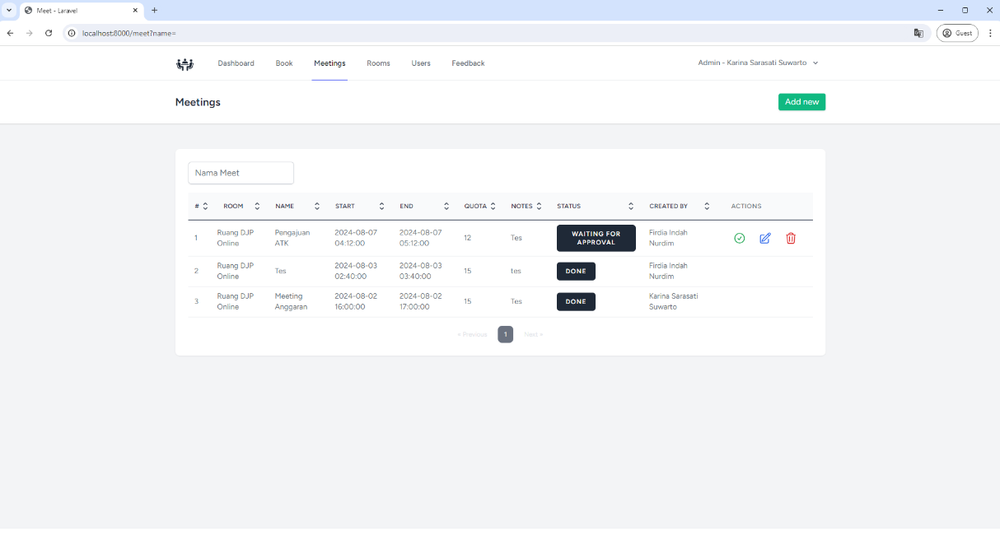 Meet - Laravel
localhost:8000/meet?name=
Guest
Dashboard Book Meetings Rooms Users Feedback Admin - Karina Sarasati Suwarto
Meetings Add new
Nama Meet
# ROOM NAME START END QUOTA NOTES STATUS CREATED BY ACTIONS
1 Ruang DJP Online Pengajuan ATK 2024-08-07 04:12:00 2024-08-07 05:12:00 12 Tes WAITING FOR APPROVAL Firdia Indah Nurdim
2 Ruang DJP Online Tes 2024-08-03 02:40:00 2024-08-03 03:40:00 15 tes DONE Firdia Indah Nurdim
3 Ruang DJP Online Meeting Anggaran 2024-08-02 16:00:00 2024-08-02 17:00:00 15 Tes DONE Karina Sarasati Suwarto
« Previous 1 Next »